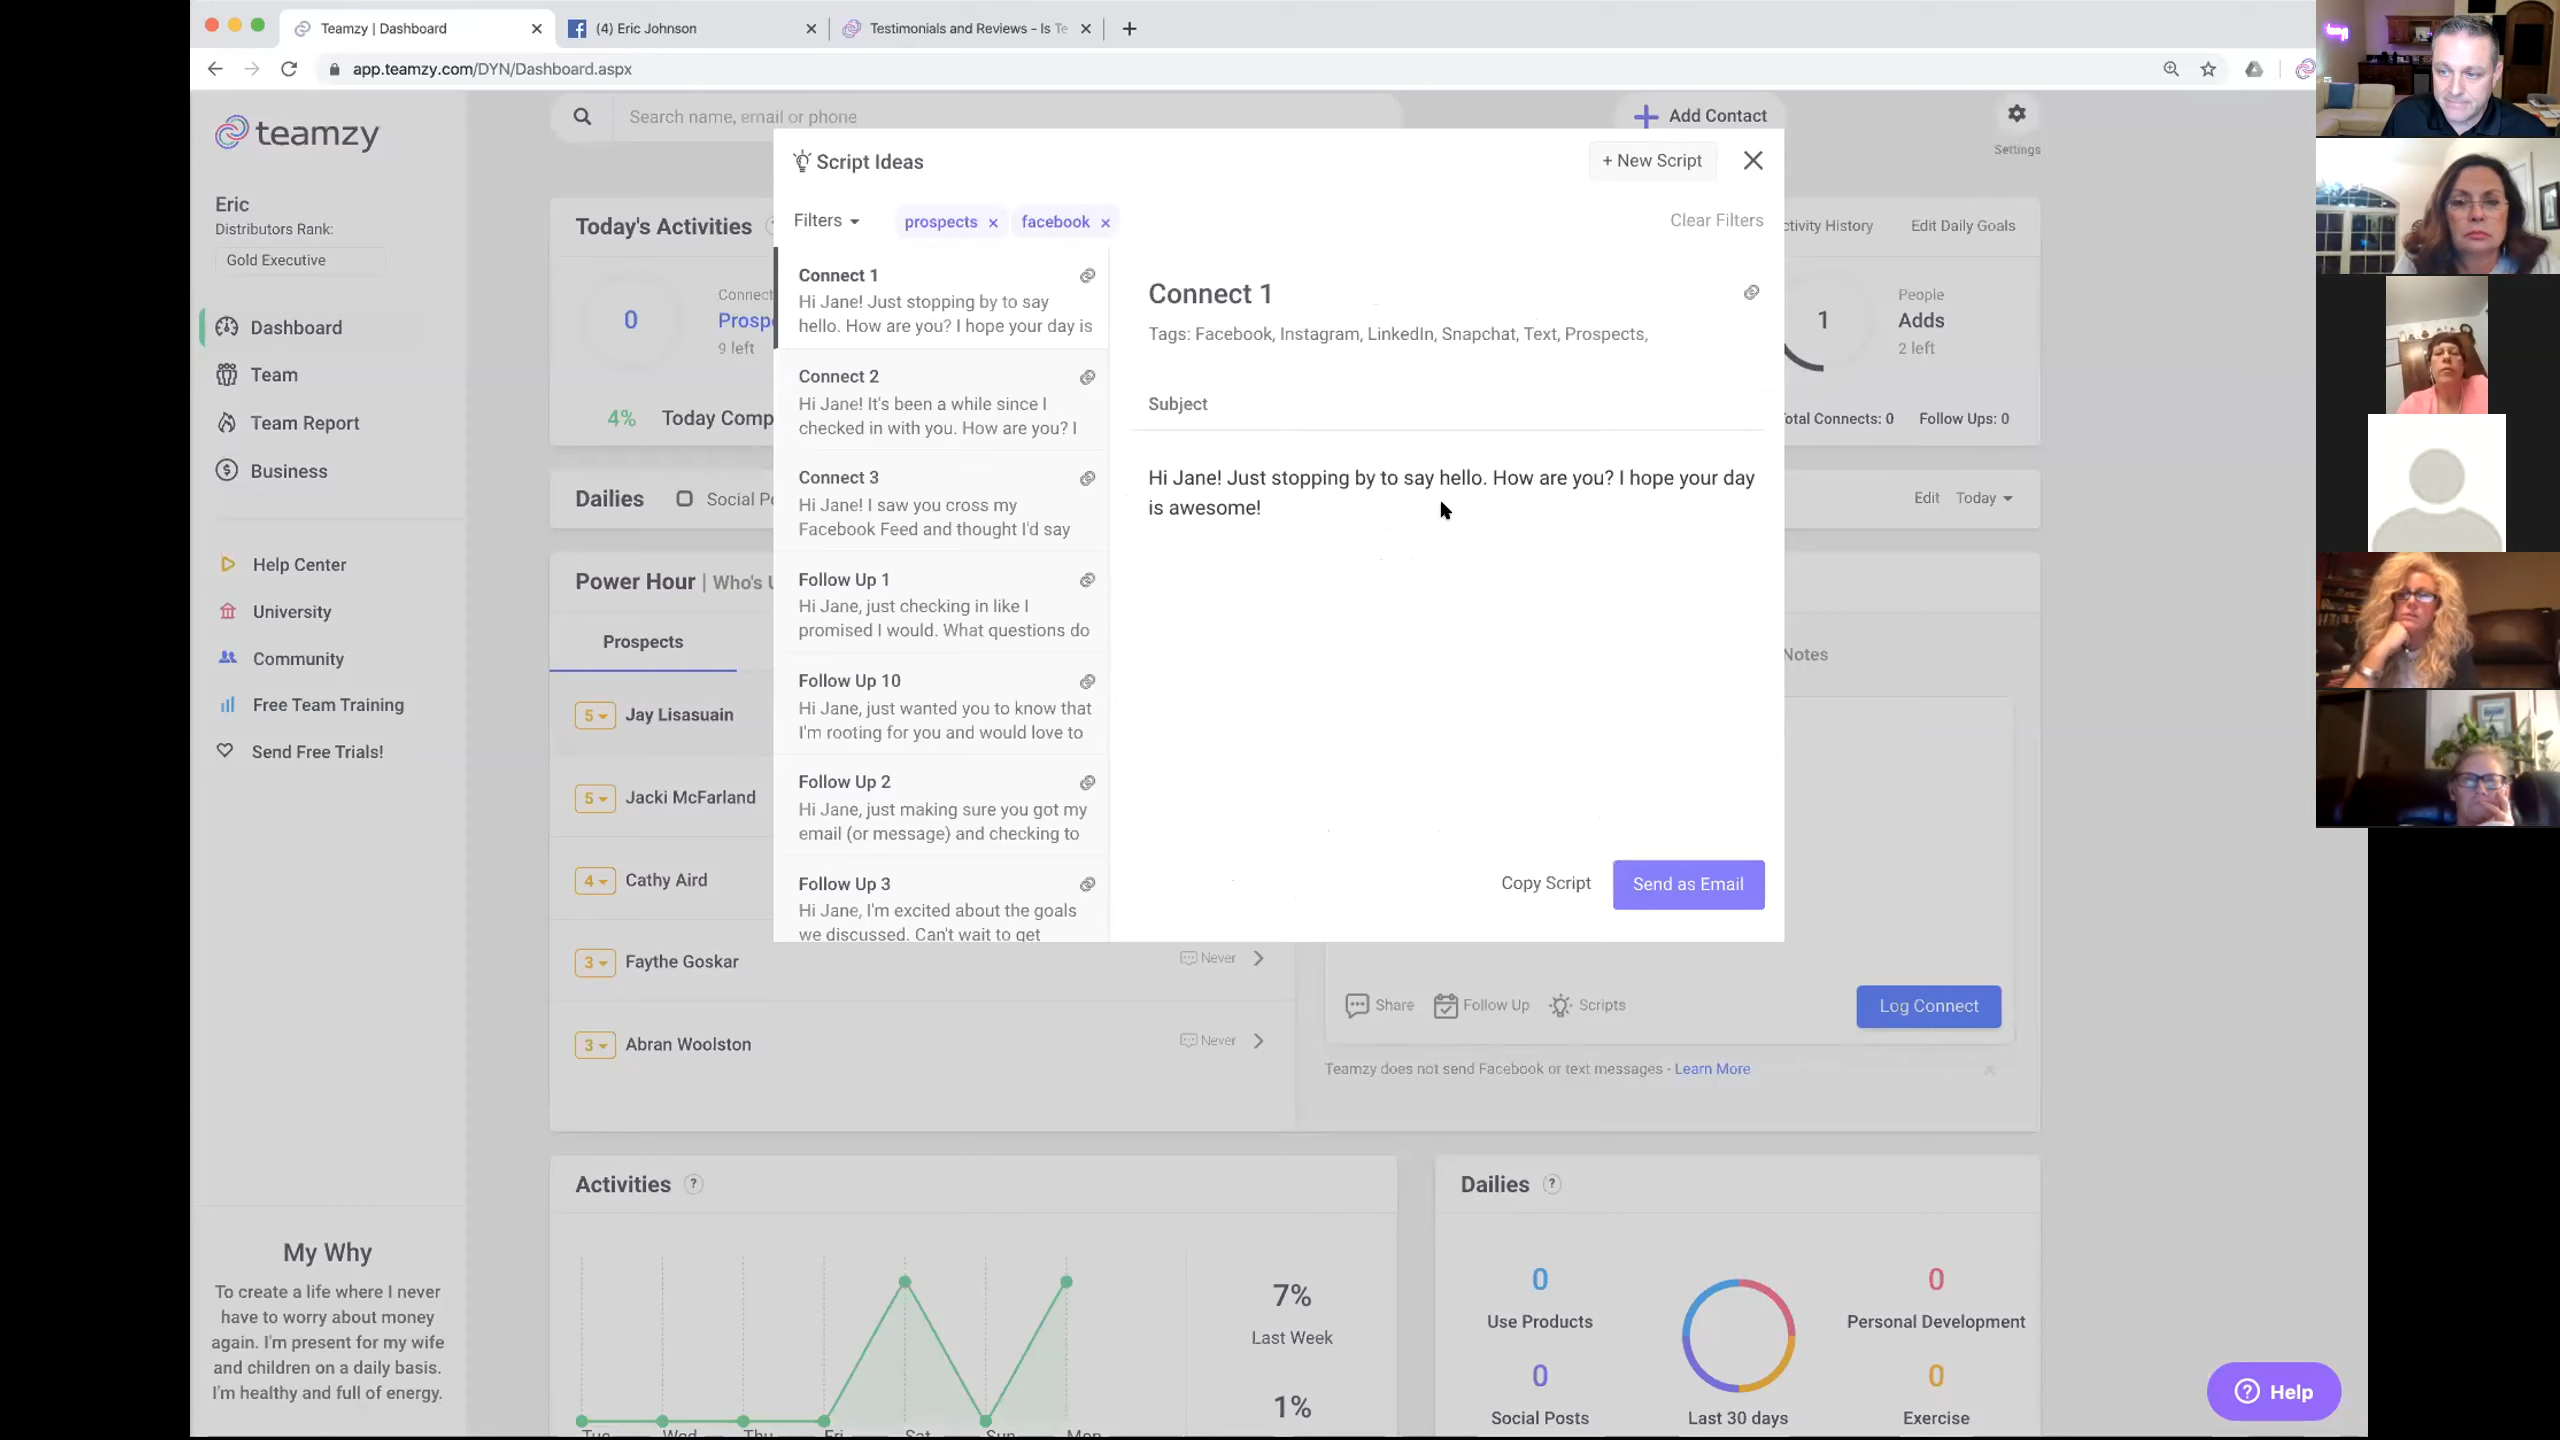 Teamzy | Dashboard
(4) Eric Johnson
Testimonials and Reviews - Is Te
app.teamzy.com/DYN/Dashboard.aspx
teamzy
Search name, email or phone
Add Contact
Settings
Eric
Distributors Rank:
Gold Executive
Dashboard
Team
Team Report
Business
Help Center
University
Community
Free Team Training
Send Free Trials!
My Why
To create a life where I never
have to worry about money
again. I'm present for my wife
and children on a daily basis.
I'm healthy and full of energy.
Today's Activities
0
Connect
Prosp
9 left
4% Today Comp
ctivity History
Edit Daily Goals
1
People
Adds
2 left
otal Connects: 0
Follow Ups: 0
Dailies
Social P
Edit
Today
Power Hour | Who's
Prospects
5 Jay Lisasuain
5 Jacki McFarland
4 Cathy Aird
3 Faythe Goskar
Never
3 Abran Woolston
Never
Script Ideas
+ New Script
Filters
prospects ×
facebook ×
Clear Filters
Connect 1
Hi Jane! Just stopping by to say
hello. How are you? I hope your day is
Connect 2
Hi Jane! It's been a while since I
checked in with you. How are you? I
Connect 3
Hi Jane! I saw you cross my
Facebook Feed and thought I'd say
Follow Up 1
Hi Jane, just checking in like I
promised I would. What questions do
Follow Up 10
Hi Jane, just wanted you to know that
I'm rooting for you and would love to
Follow Up 2
Hi Jane, just making sure you got my
email (or message) and checking to
Follow Up 3
Hi Jane, I'm excited about the goals
we discussed. Can't wait to get
Connect 1
Tags: Facebook, Instagram, LinkedIn, Snapchat, Text, Prospects,
Subject
Hi Jane! Just stopping by to say hello. How are you? I hope your day
is awesome!
Copy Script
Send as Email
Notes
Share
Follow Up
Scripts
Log Connect
Teamzy does not send Facebook or text messages - Learn More
Activities ?
7%
Last Week
1%
Tue Wed Thu Fri Sat Sun Mon
Dailies ?
0
Use Products
0
Social Posts
Last 30 days
0
Personal Development
0
Exercise
? Help